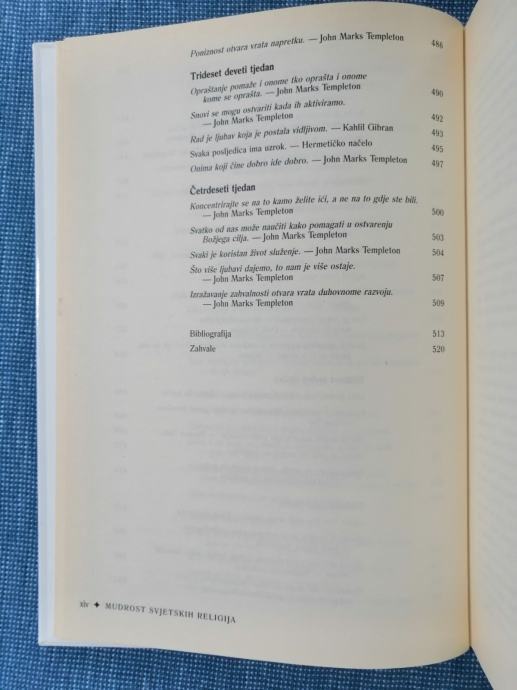 Poniznost otvara vrata napretku. — John Marks Templeton 486
Trideset deveti tjedan
Opraštanje pomaže i onome tko oprašta i onome
kome se oprašta. — John Marks Templeton 490
Snovi se mogu ostvariti kada ih aktiviramo.
— John Marks Templeton 492
Rad je ljubav koja je postala vidljivom. — Kahlil Gibran 493
Svaka posljedica ima uzrok. — Hermetičko načelo 495
Onima koji čine dobro ide dobro. — John Marks Templeton 497
Četrdeseti tjedan
Koncentrirajte se na to kamo želite ići, a ne na to gdje ste bili.
— John Marks Templeton 500
Svatko od nas može naučiti kako pomagati u ostvarenju
Božjega cilja. — John Marks Templeton 503
Svaki je koristan život služenje. — John Marks Templeton 504
Što više ljubavi dajemo, to nam je više ostaje.
— John Marks Templeton 507
Izražavanje zahvalnosti otvara vrata duhovnome razvoju.
— John Marks Templeton 509
Bibliografija 513
Zahvale 520
xiv ✦ MUDROST SVJETSKIH RELIGIJA